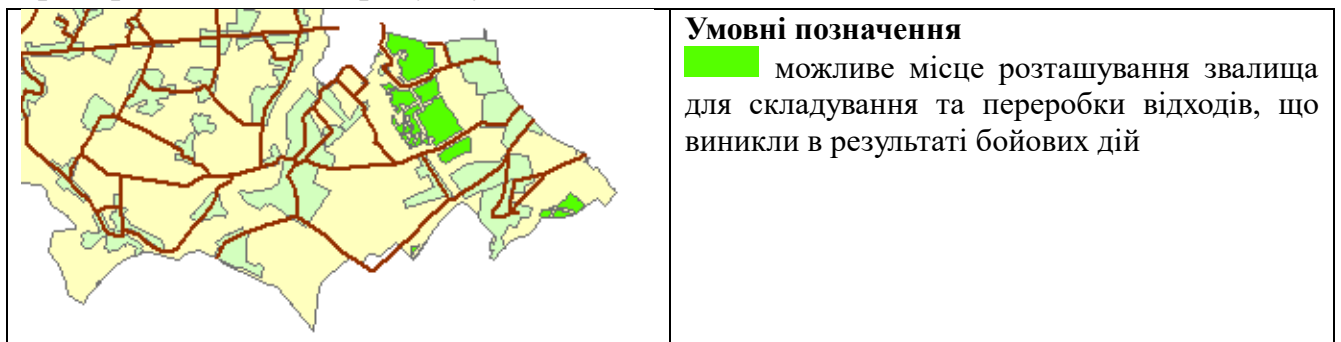 Умовні позначення
можливе місце розташування звалища
для складування та переробки відходів, що
виникли в результаті бойових дій